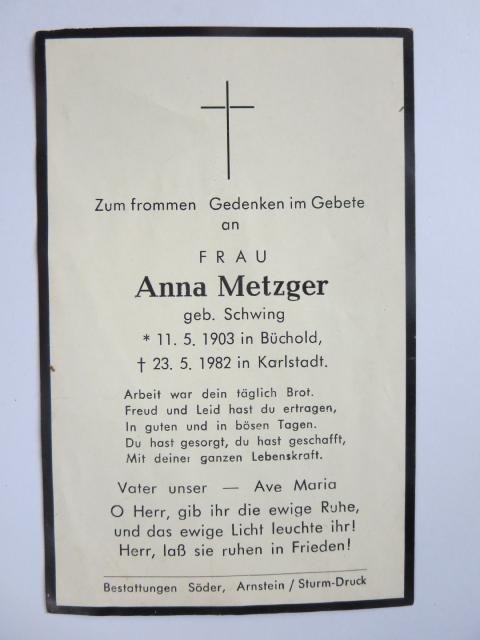 Zum frommen Gedenken im Gebete
an
FRAU
Anna Metzger
geb. Schwing
* 11. 5. 1903 in Büchold,
† 23. 5. 1982 in Karlstadt.
Arbeit war dein täglich Brot.
Freud und Leid hast du ertragen,
In guten und in bösen Tagen.
Du hast gesorgt, du hast geschafft,
Mit deiner ganzen Lebenskraft.
Vater unser — Ave Maria
O Herr, gib ihr die ewige Ruhe,
und das ewige Licht leuchte ihr!
Herr, laß sie ruhen in Frieden!
Bestattungen Söder, Arnstein / Sturm-Druck